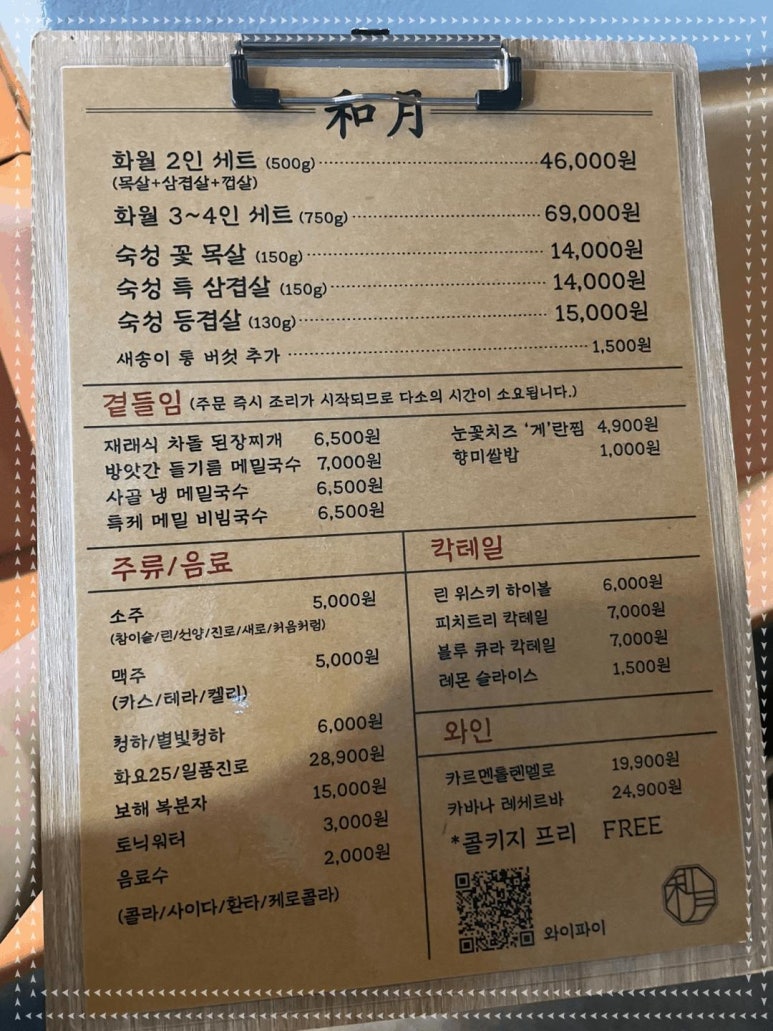 和月
화월 2인 세트 (500g) 46,000원
(목살+삼겹살+껍살)
화월 3~4인 세트 (750g) 69,000원
숙성 꽃 목살 (150g) 14,000원
숙성 특 삼겹살 (150g) 14,000원
숙성 등겹살 (130g) 15,000원
새송이 통 버섯 추가 1,500원
곁들임 (주문 즉시 조리가 시작되므로 다소의 시간이 소요됩니다.)
재래식 차돌 된장찌개 6,500원
방앗간 들기름 메밀국수 7,000원
사골 냉 메밀국수 6,500원
특제 메밀 비빔국수 6,500원
눈꽃치즈 '게'란찜 4,900원
향미쌀밥 1,000원
주류/음료
소주 5,000원
(참이슬/린/선양/진로/새로/처음처럼)
맥주 5,000원
(카스/테라/켈리)
청하/별빛청하 6,000원
화요25/일품진로 28,900원
보해 복분자 15,000원
토닉워터 3,000원
음료수 2,000원
(콜라/사이다/환타/제로콜라)
칵테일
린 위스키 하이볼 6,000원
피치트리 칵테일 7,000원
블루 큐라 칵테일 7,000원
레몬 슬라이스 1,500원
와인
카르멘톨텐멜로 19,900원
카바나 레세르바 24,900원
*콜키지 프리 FREE
와이파이
和月